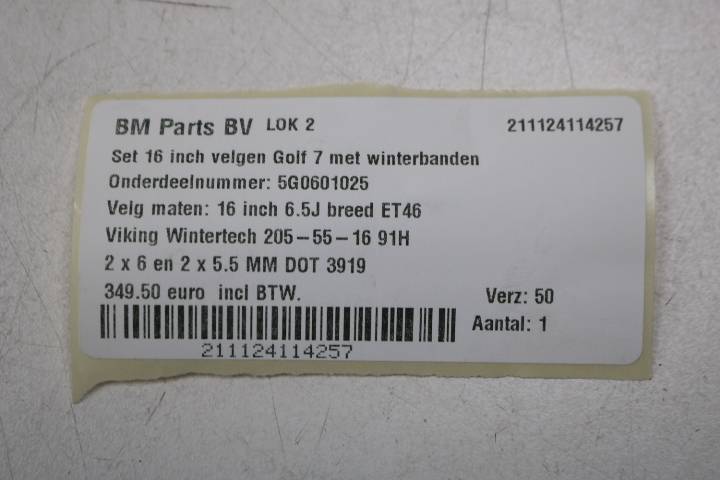 BM Parts BV LOK 2 211124114257
Set 16 inch velgen Golf 7 met winterbanden
Onderdeelnummer: 5G0601025
Velg maten: 16 inch 6.5J breed ET46
Viking Wintertech 205-55-16 91H
2 x 6 en 2 x 5.5 MM DOT 3919
349.50 euro incl BTW. Verz: 50
Aantal: 1
211124114257